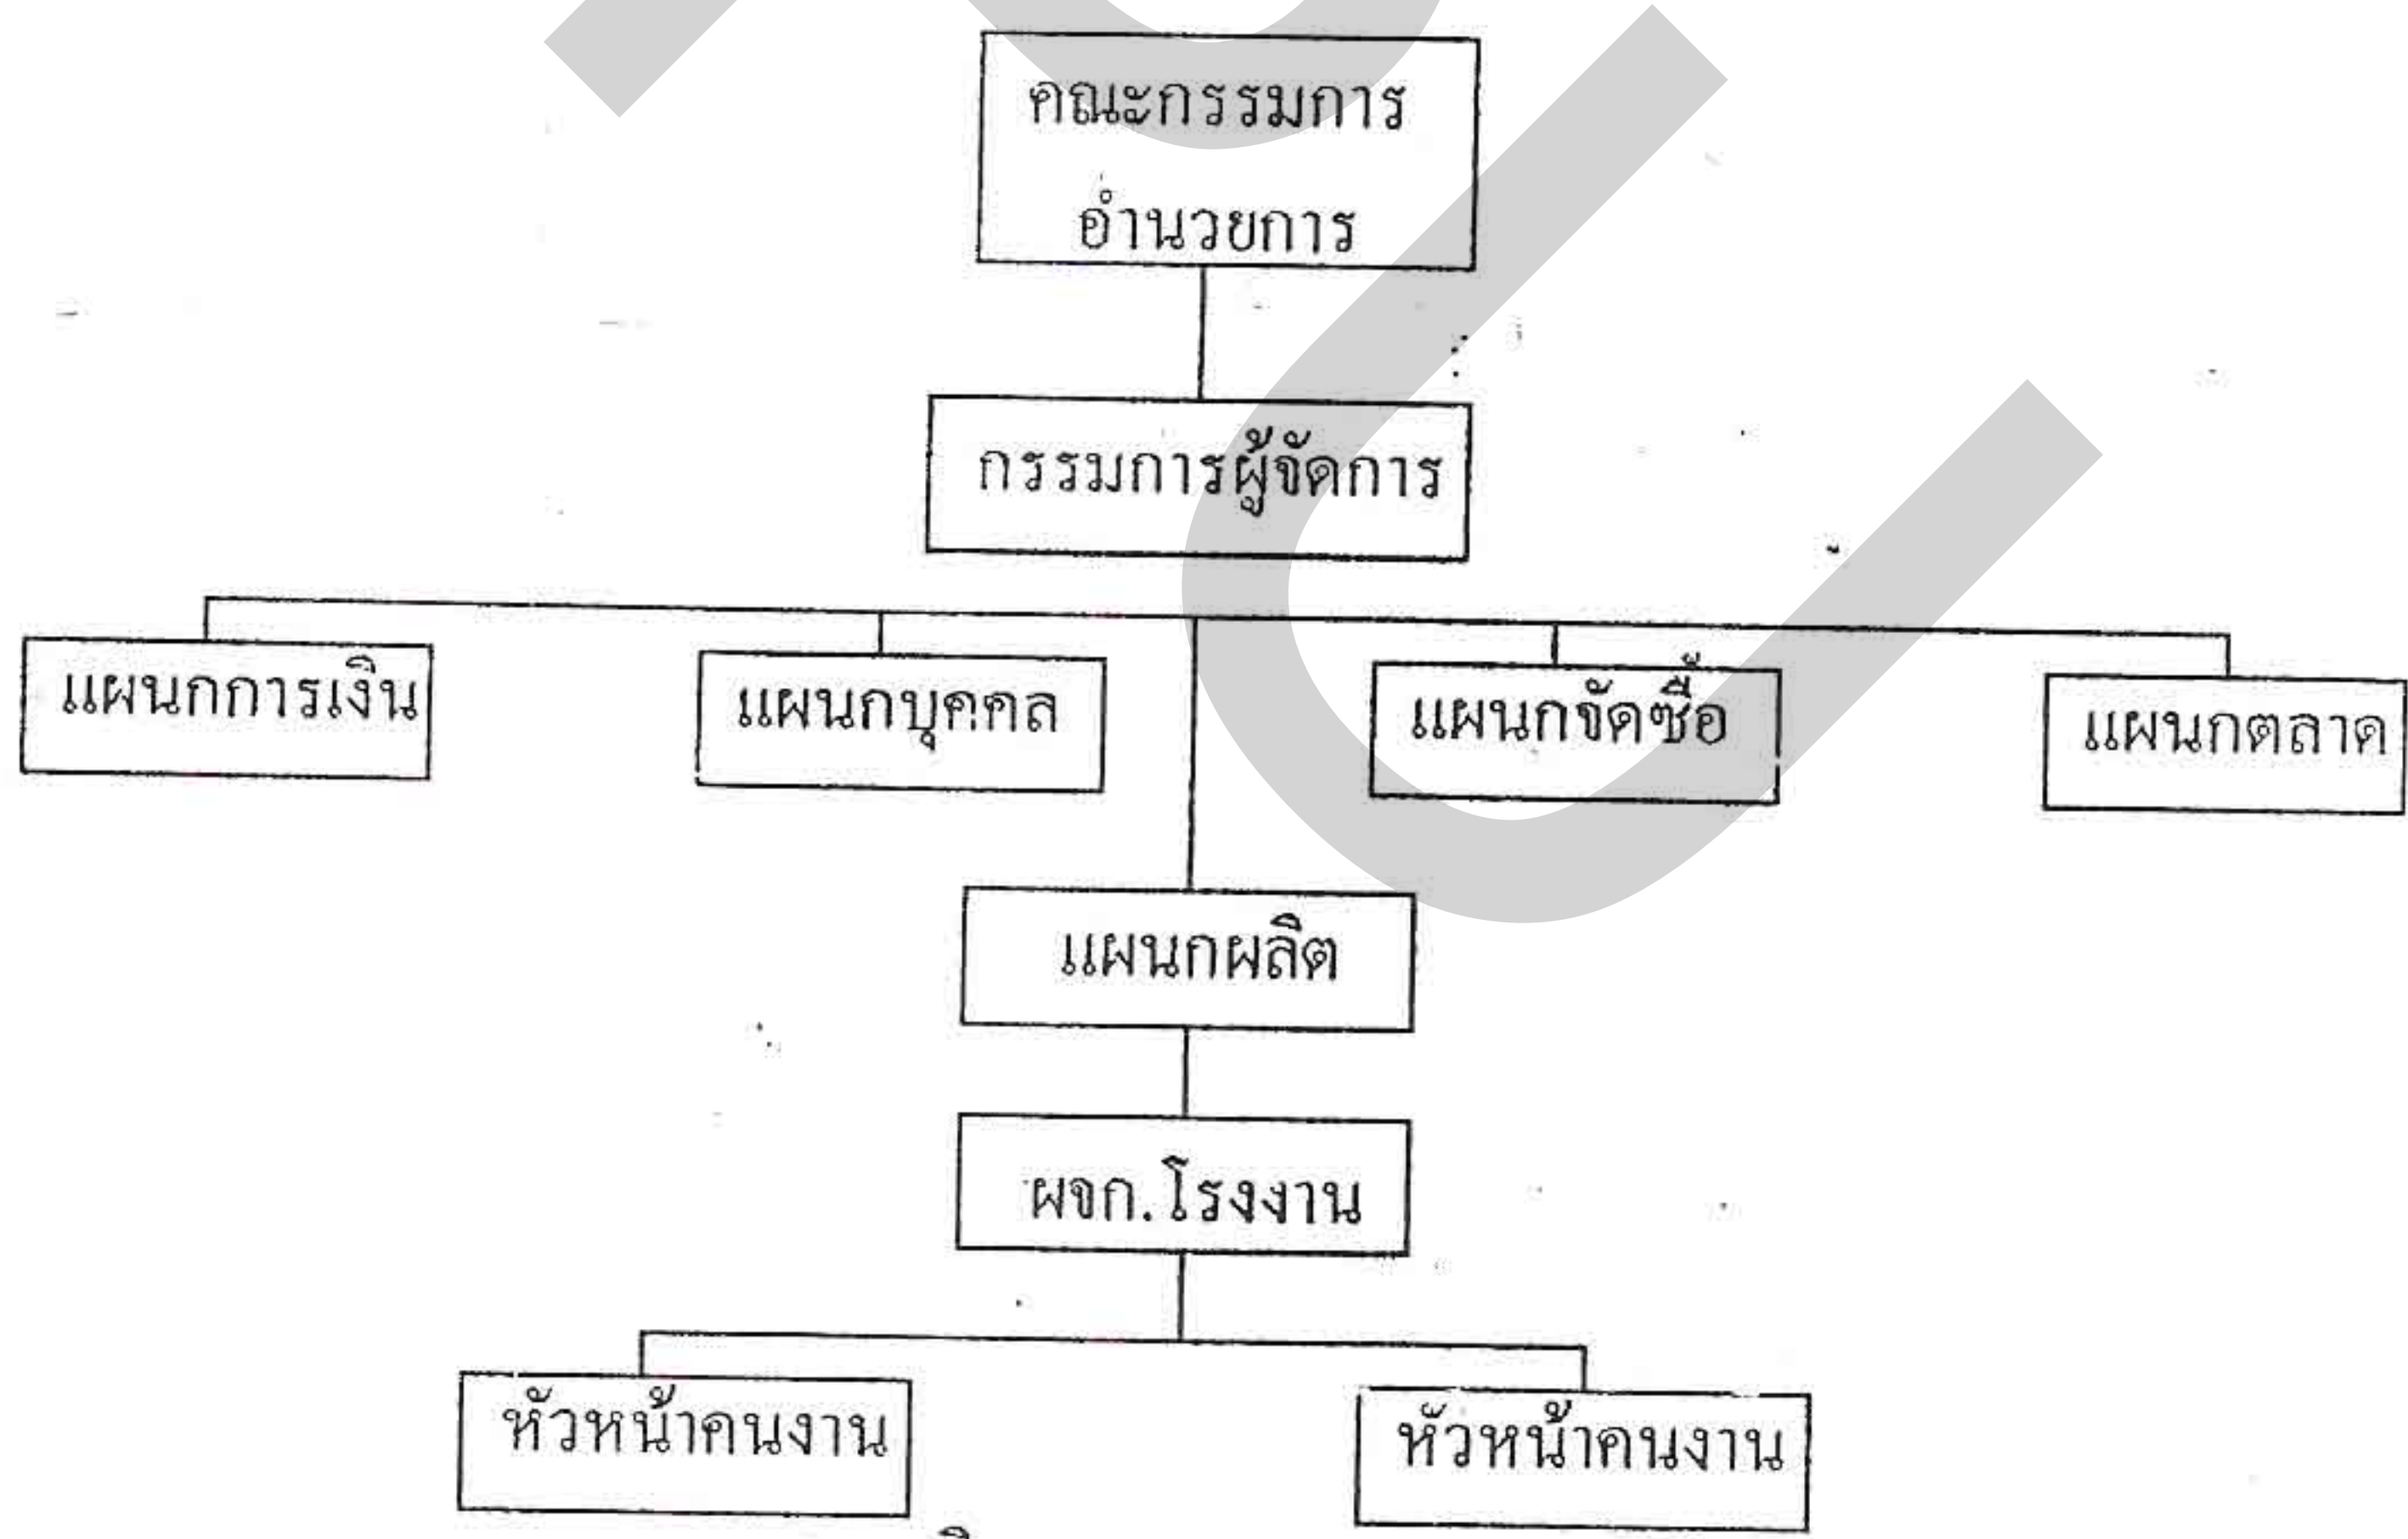 คณะกรรมการ
อำนวยการ
กรรมการผู้จัดการ
แผนกการเงิน
แผนกบุคคล
แผนกจัดซื้อ
แผนกตลาด
แผนกผลิต
ผจก.โรงงาน
หัวหน้าคนงาน
หัวหน้าคนงาน